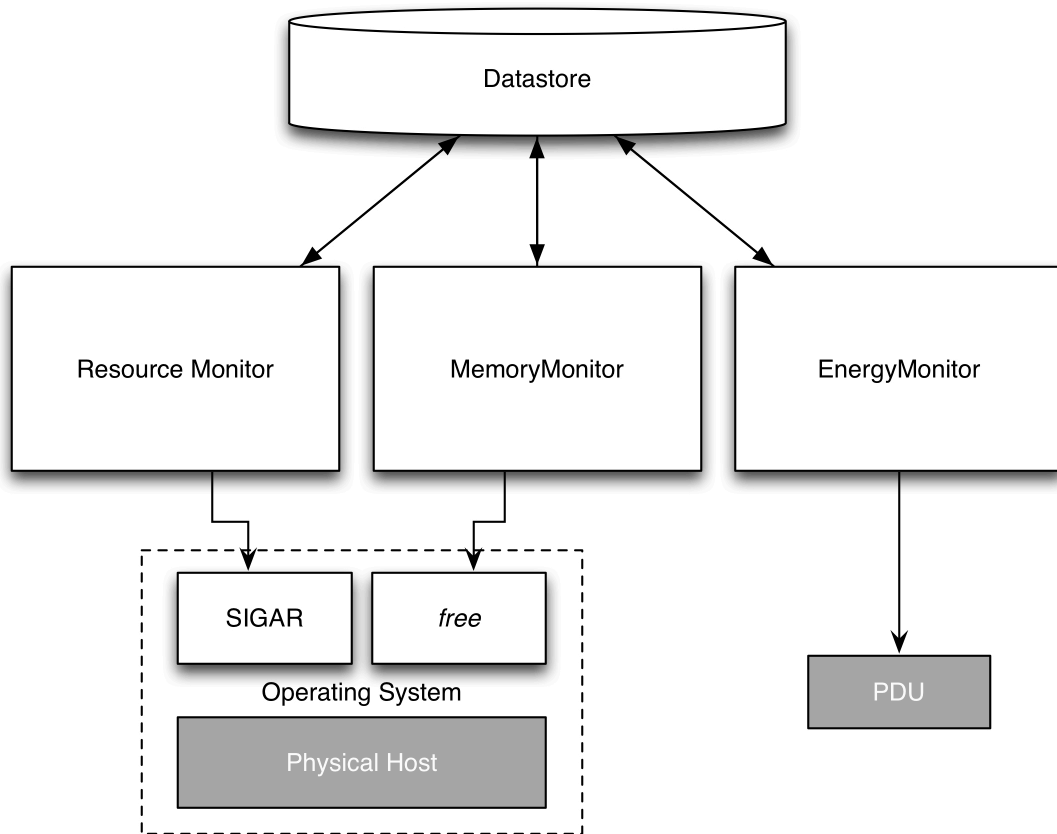 Datastore
Resource Monitor
MemoryMonitor
EnergyMonitor
SIGAR
free
Operating System
PDU
Physical Host